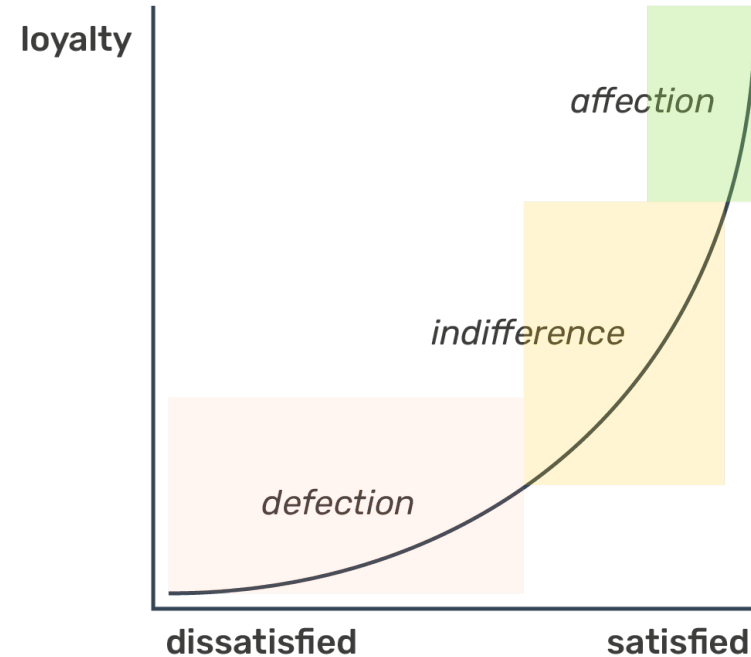 loyalty
affection
indifference
defection
dissatisfied satisfied